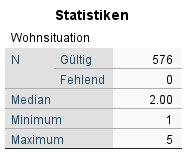 Statistiken
Wohnsituation
N Gültig 576
Fehlend 0
Median 2.00
Minimum 1
Maximum 5